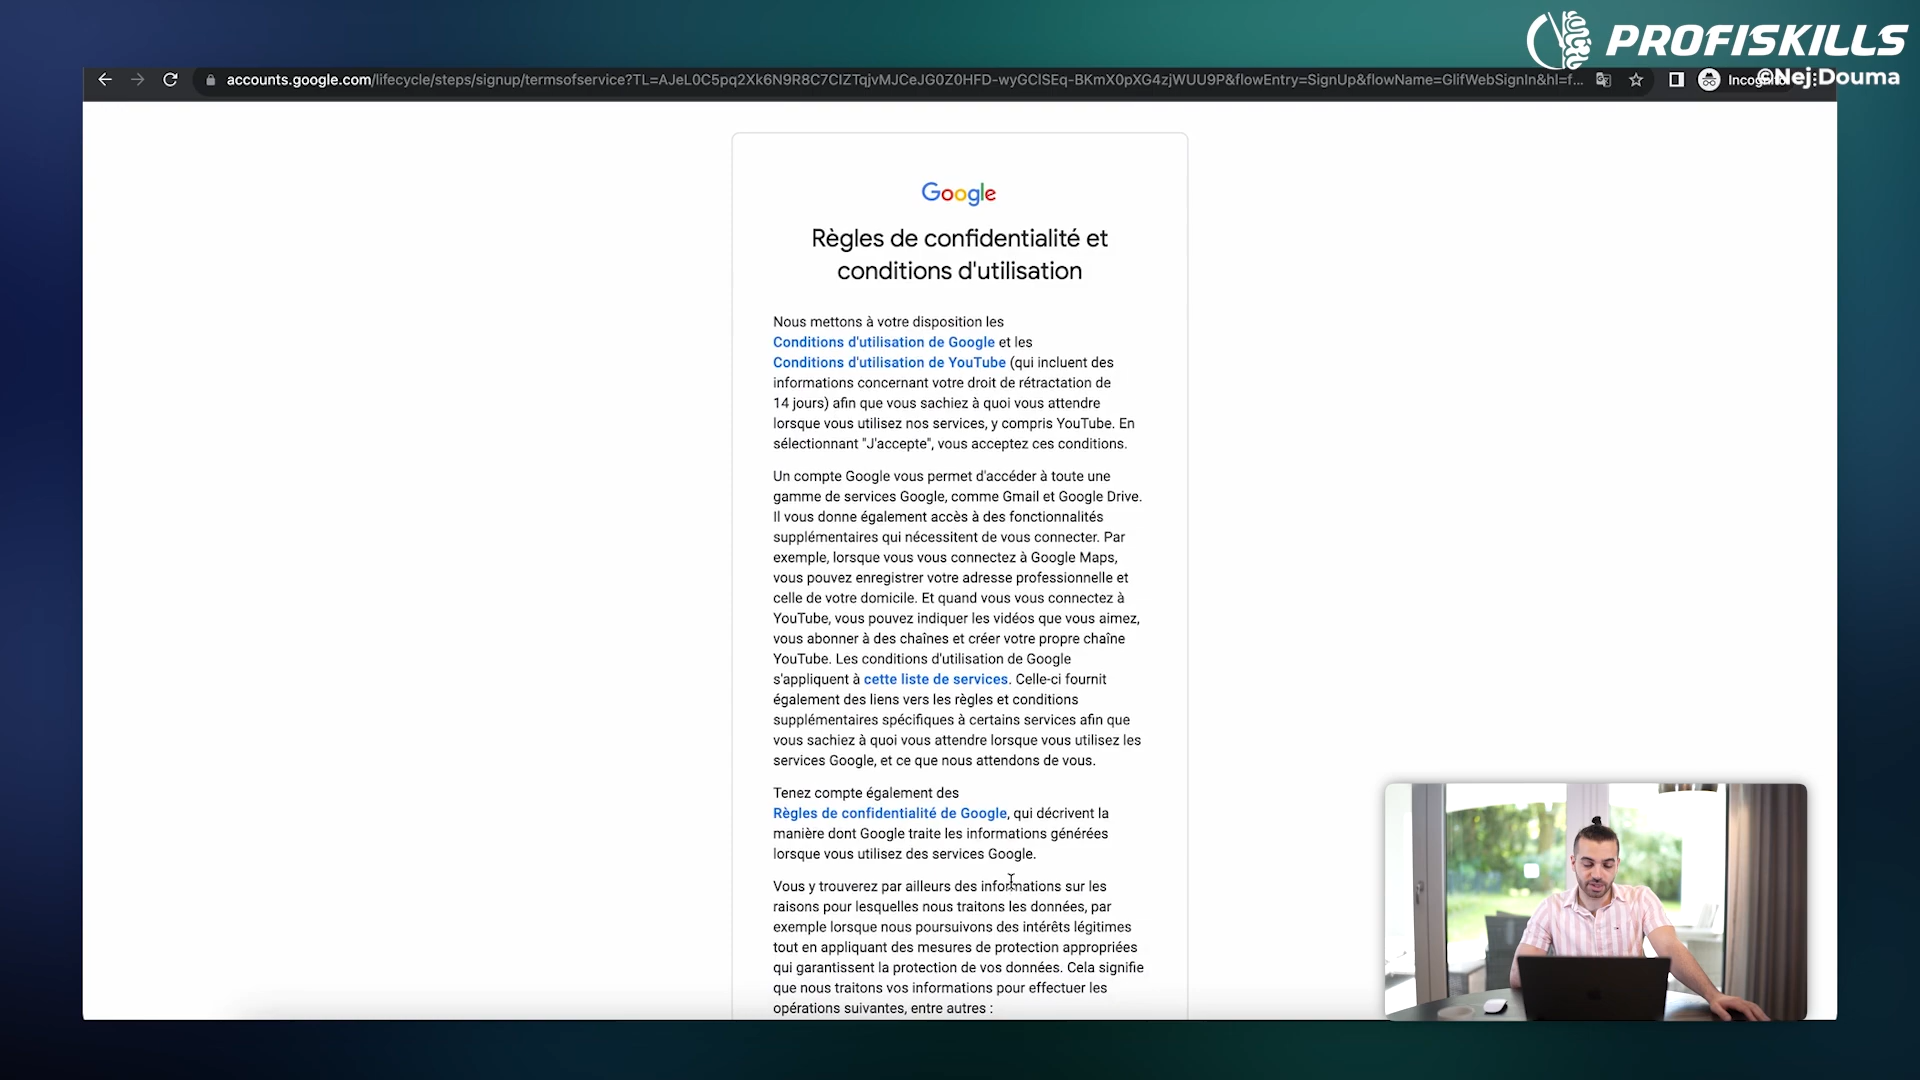 PROFISKILLS
@Nej.Douma
accounts.google.com/lifecycle/steps/signup/termsofservice?TL=AJeL0C5pq2Xk6N9R8C7CIZTqjvMJCeJG0Z0HFD-wyGClSEq-BKmX0pXG4zjWUU9P&flowEntry=SignUp&flowName=GlifWebSignIn&hl=f...
Google
Règles de confidentialité et
conditions d'utilisation
Nous mettons à votre disposition les
Conditions d'utilisation de Google et les
Conditions d'utilisation de YouTube (qui incluent des
informations concernant votre droit de rétractation de
14 jours) afin que vous sachiez à quoi vous attendre
lorsque vous utilisez nos services, y compris YouTube. En
sélectionnant "J'accepte", vous acceptez ces conditions.
Un compte Google vous permet d'accéder à toute une
gamme de services Google, comme Gmail et Google Drive.
Il vous donne également accès à des fonctionnalités
supplémentaires qui nécessitent de vous connecter. Par
exemple, lorsque vous vous connectez à Google Maps,
vous pouvez enregistrer votre adresse professionnelle et
celle de votre domicile. Et quand vous vous connectez à
YouTube, vous pouvez indiquer les vidéos que vous aimez,
vous abonner à des chaînes et créer votre propre chaîne
YouTube. Les conditions d'utilisation de Google
s'appliquent à cette liste de services. Celle-ci fournit
également des liens vers les règles et conditions
supplémentaires spécifiques à certains services afin que
vous sachiez à quoi vous attendre lorsque vous utilisez les
services Google, et ce que nous attendons de vous.
Tenez compte également des
Règles de confidentialité de Google, qui décrivent la
manière dont Google traite les informations générées
lorsque vous utilisez des services Google.
Vous y trouverez par ailleurs des informations sur les
raisons pour lesquelles nous traitons les données, par
exemple lorsque nous poursuivons des intérêts légitimes
tout en appliquant des mesures de protection appropriées
qui garantissent la protection de vos données. Cela signifie
que nous traitons vos informations pour effectuer les
opérations suivantes, entre autres :